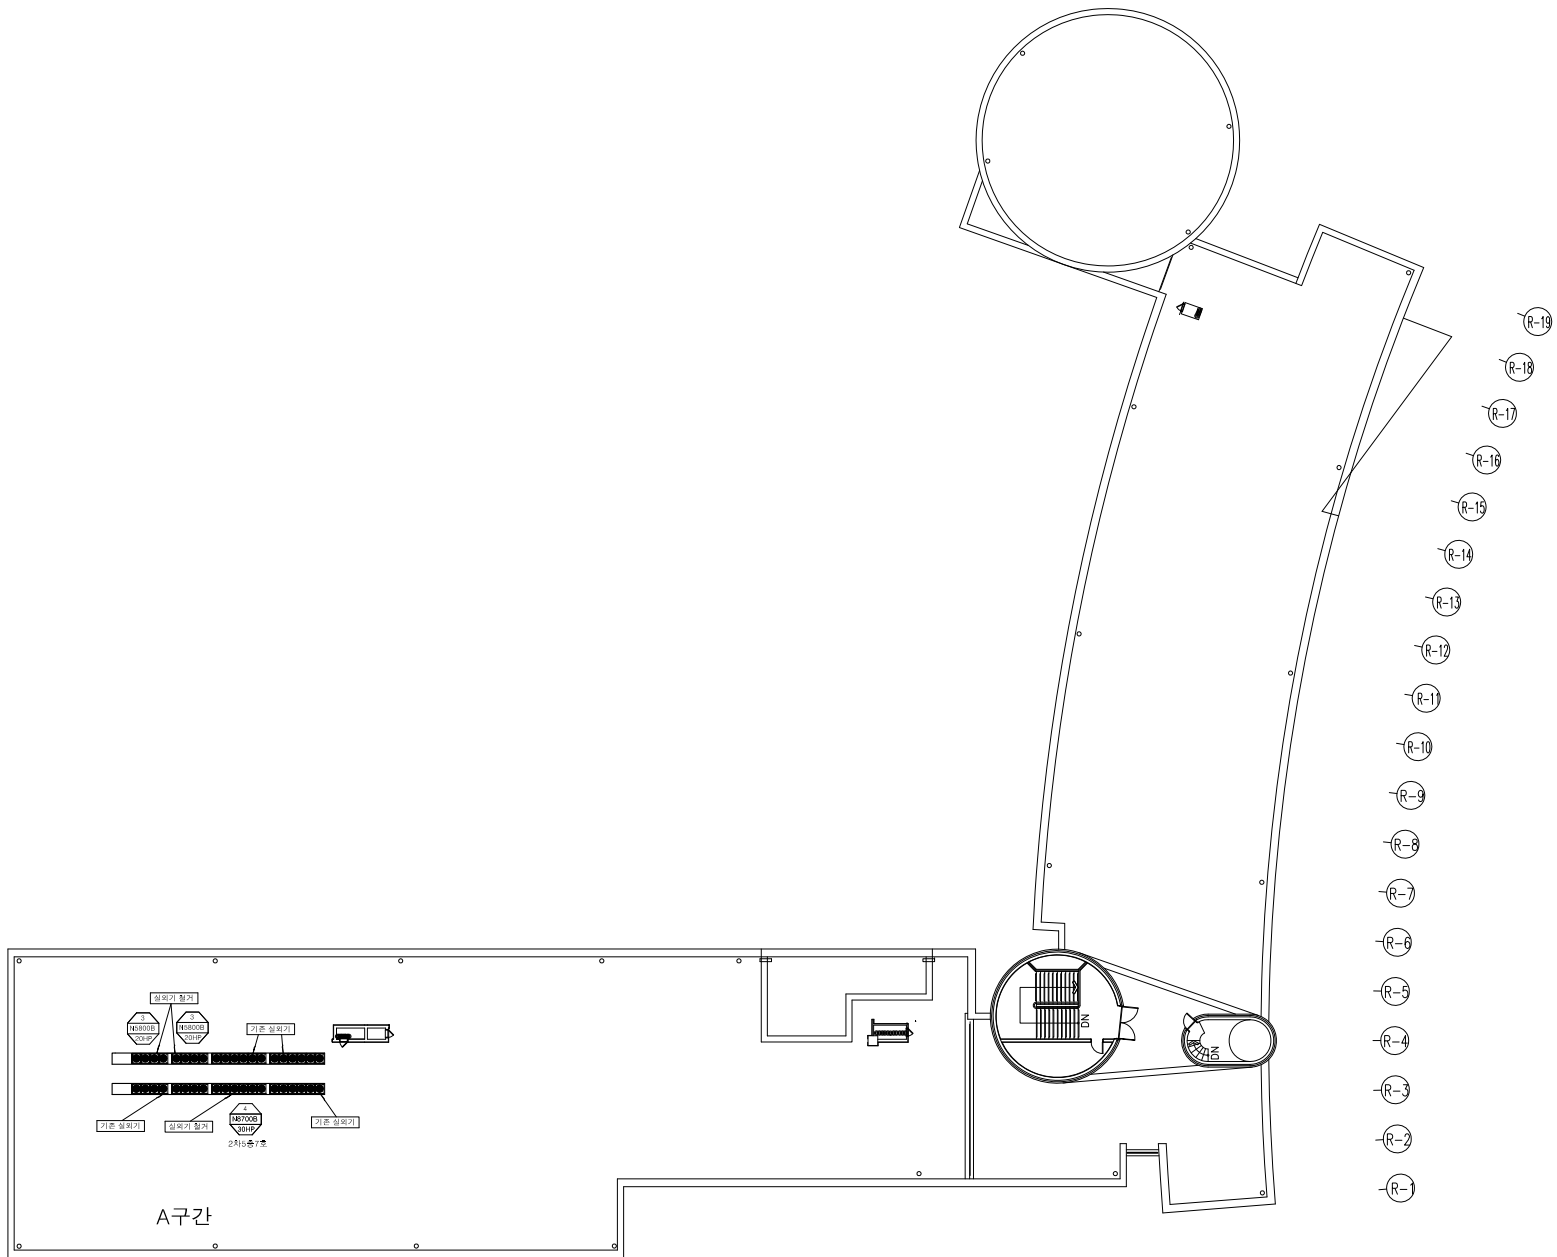 R-19
R-18
R-17
R-16
R-15
R-14
R-13
R-12
R-11
R-10
R-9
R-8
R-7
R-6
R-5
R-4
R-3
R-2
R-1
DN
DN
실외기 철거
3
N5800B
20HP
3
N5800B
20HP
기존 실외기
기존 실외기
실외기 철거
4
N8700B
30HP
2차5층7호
기존 실외기
A구간